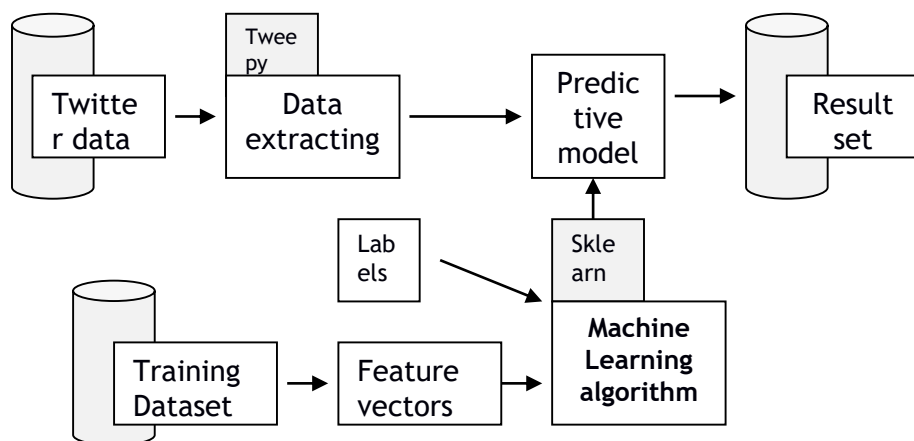 Twee
py
Twitte
r data
Data
extracting
Predic
tive
model
Result
set
Lab
els
Skle
arn
Training
Dataset
Feature
vectors
Machine
Learning
algorithm